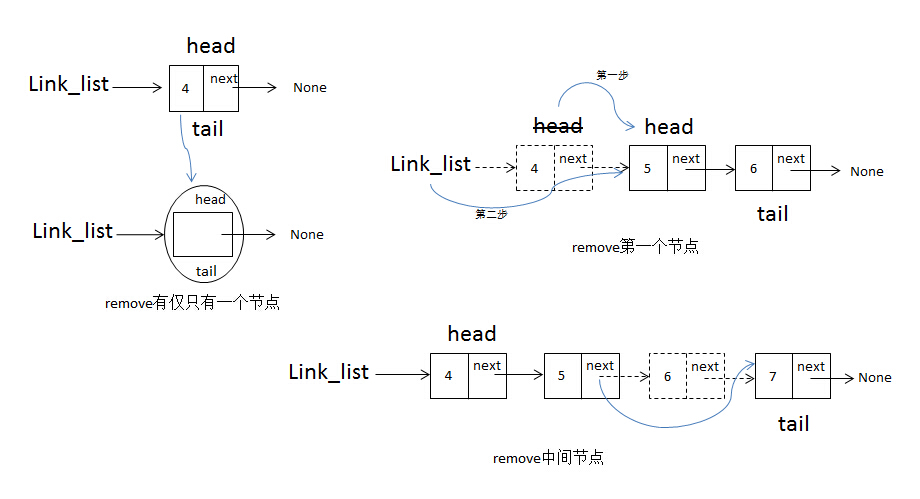 head
Link_list
4
next
None
tail
head
Link_list
None
tail
remove有仅只有一个节点
第一步
head
head
Link_list
4
next
5
next
6
next
None
第二步
tail
remove第一个节点
head
Link_list
4
next
5
next
6
next
7
next
None
tail
remove中间节点